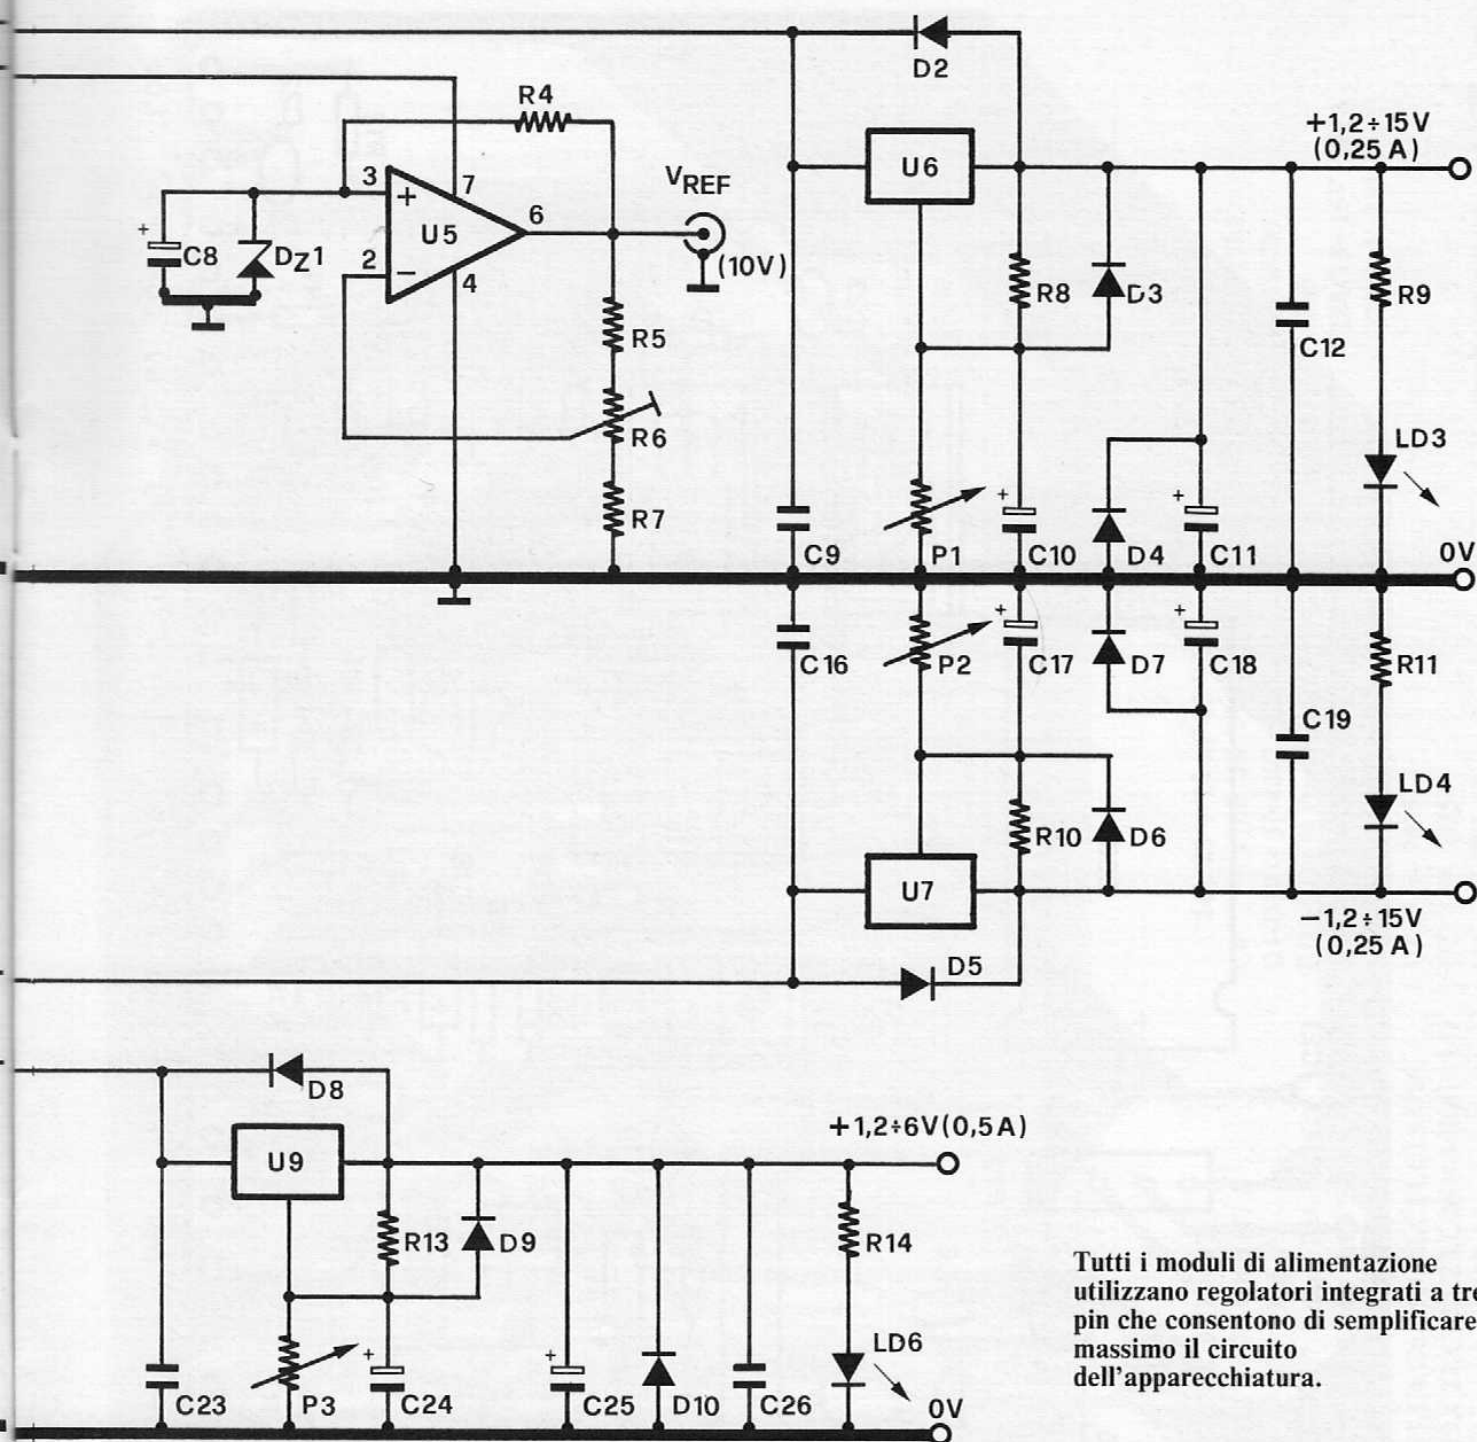 D2
R4
+1,2÷15V
(0,25 A)
U6
3
+
7
VREF
6
U5
+
C8
DZ1
2
−
4
(10V)
R8
D3
R9
C12
R5
R6
LD3
R7
+
+
C9
P1
C10
D4
C11
0V
+
+
C16
P2
C17
D7
C18
R11
C19
LD4
R10
D6
U7
−1,2÷15V
(0,25 A)
D5
D8
+1,2÷6V(0,5A)
U9
R13
D9
R14
Tutti i moduli di alimentazione
utilizzano regolatori integrati a tre
pin che consentono di semplificare
massimo il circuito
dell'apparecchiatura.
LD6
+
+
C23
P3
C24
C25
D10
C26
0V